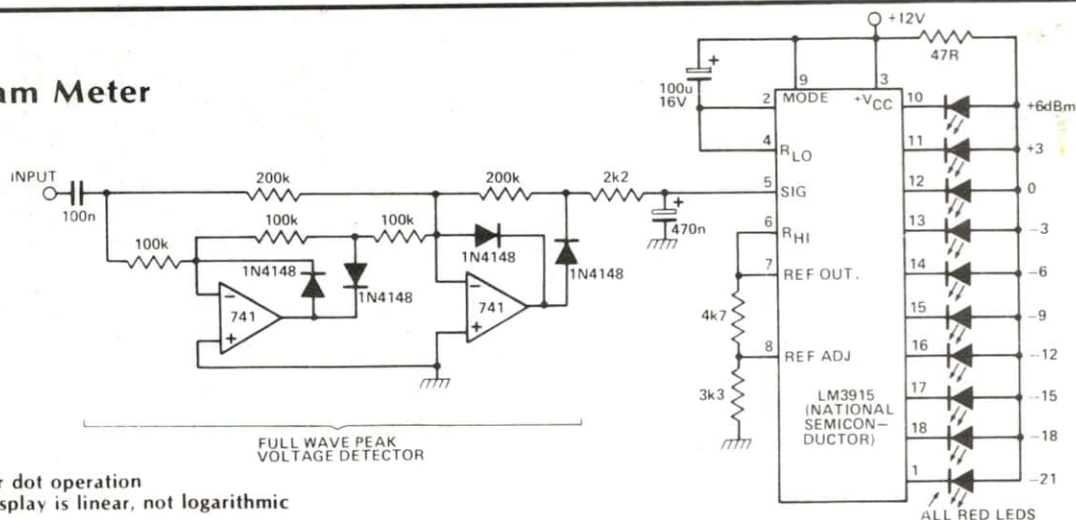 am Meter
+12V
47R
100u
16V
+
9
3
MODE
+VCC
2
4
RLO
5
SIG
6
RHI
7
REF OUT.
8
REF ADJ
LM3915
(NATIONAL
SEMICON-
DUCTOR)
10
+6dBm
11
+3
12
0
13
-3
14
-6
15
-9
16
-12
17
-15
18
-18
1
-21
ALL RED LEDS
INPUT
100n
200k
200k
2k2
+
470n
100k
100k
100k
1N4148
1N4148
1N4148
1N4148
−
741
+
−
741
+
4k7
3k3
FULL WAVE PEAK
VOLTAGE DETECTOR
r dot operation
splay is linear, not logarithmic